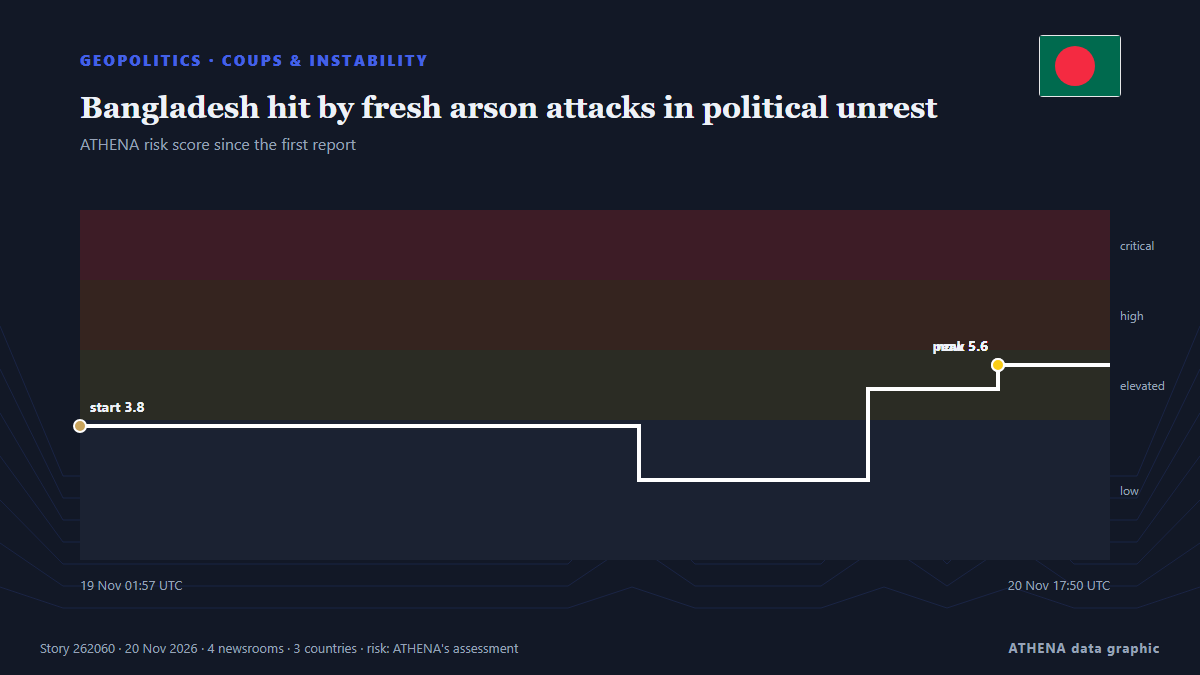 GEOPOLITICS · COUPS & INSTABILITY
Bangladesh hit by fresh arson attacks in political unrest
ATHENA risk score since the first report
critical
high
5.6
elevated
start 3.8
low
19 Nov 01:57 UTC
20 Nov 17:50 UTC
Story 262060 · 20 Nov 2026 · 4 newsrooms · 3 countries · risk: ATHENA's assessment
ATHENA data graphic